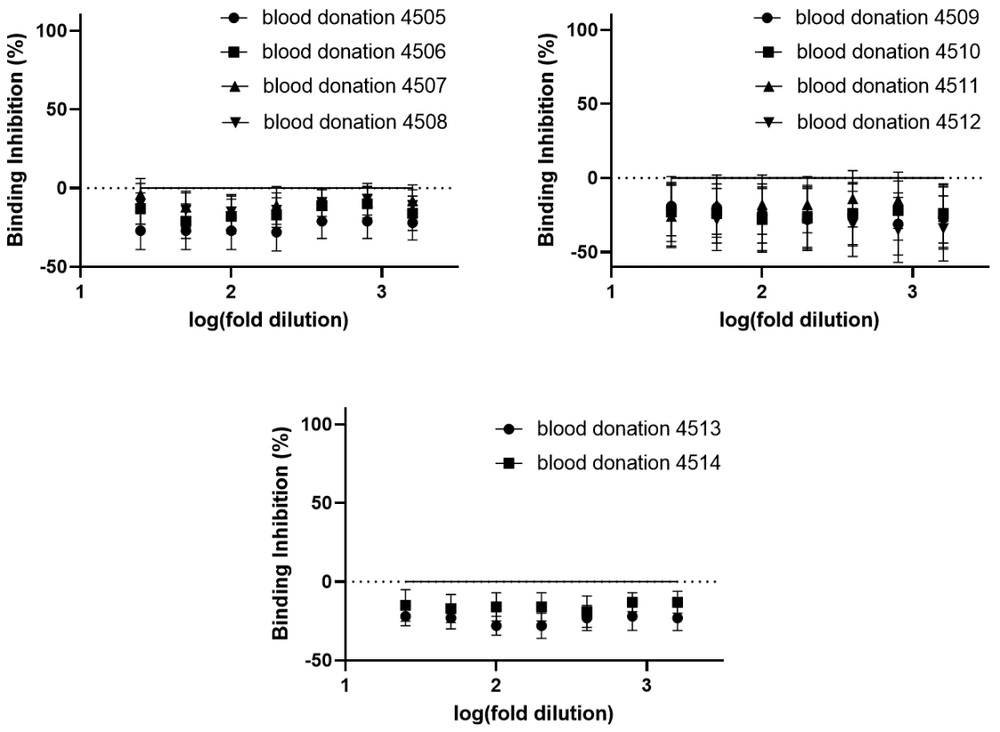 blood donation 4505
blood donation 4506
blood donation 4507
blood donation 4508
Binding Inhibition (%)
100
50
0
-50
1
2
3
log(fold dilution)
blood donation 4509
blood donation 4510
blood donation 4511
blood donation 4512
Binding Inhibition (%)
100
50
0
-50
1
2
3
log(fold dilution)
blood donation 4513
blood donation 4514
Binding Inhibition (%)
100
50
0
-50
1
2
3
log(fold dilution)